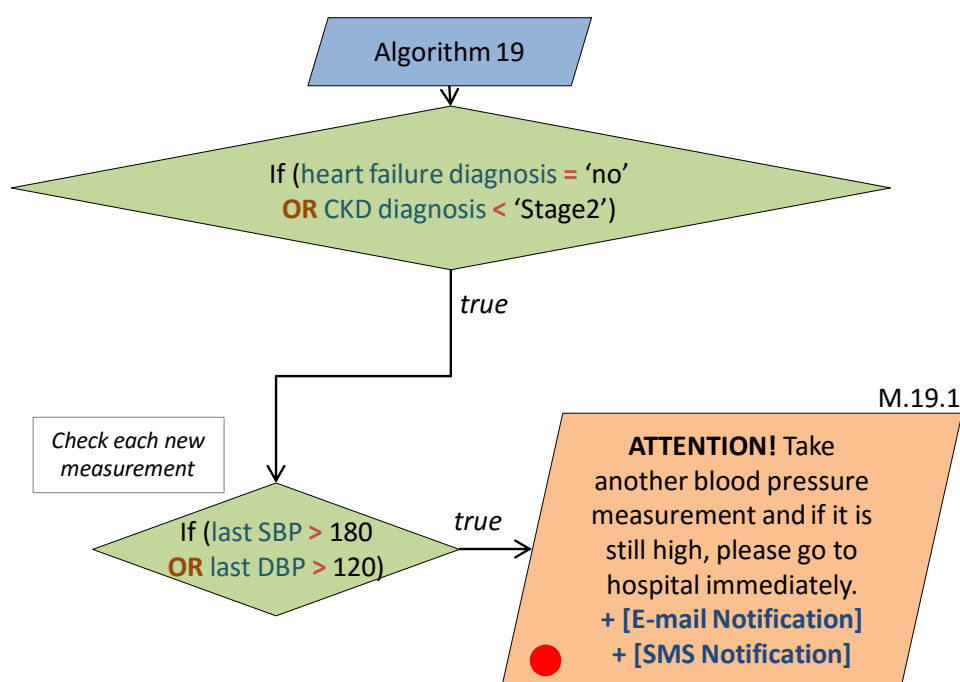 Algorithm 19
If (heart failure diagnosis = ‘no’
OR CKD diagnosis < ‘Stage2’)
true
M.19.1
Check each new
measurement
ATTENTION! Take
another blood pressure
measurement and if it is
still high, please go to
hospital immediately.
+ [E-mail Notification]
+ [SMS Notification]
If (last SBP > 180
OR last DBP > 120)
true